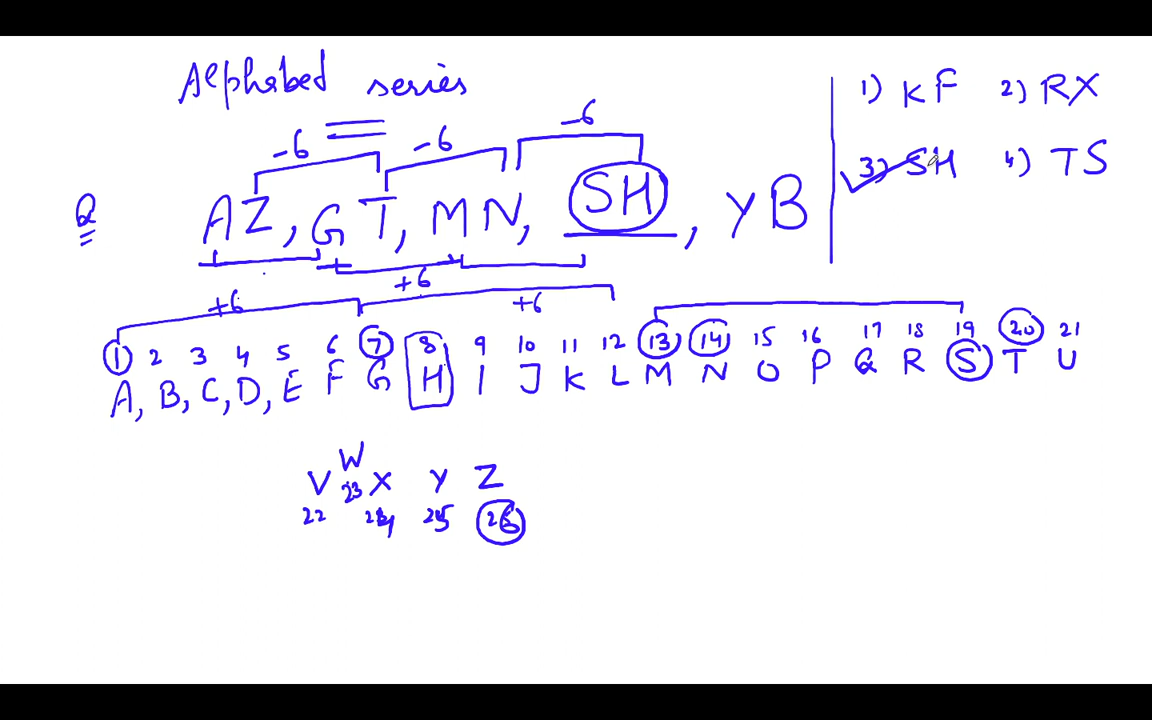 Alphabed series
1) KF 2) RX
3) SH 4) TS
-6 -6 -6
Q AZ, GT, MN, SH, YB
+6 +6 +6
1 2 3 4 5 6 7 8 9 10 11 12 13 14 15 16 17 18 19 20 21
A, B, C, D, E F G H I J K L M N O P Q R S T U
V W X Y Z
22 23 24 25 26